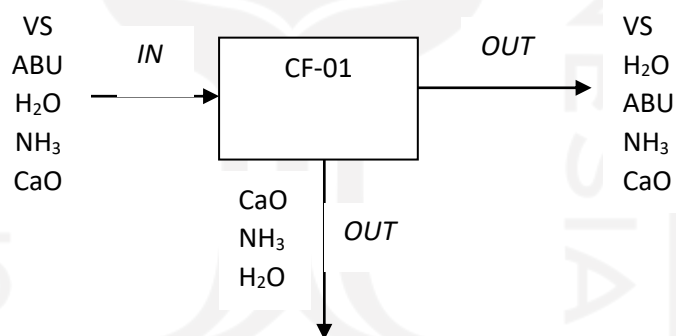 VS
ABU
H₂O
NH₃
CaO
IN
CF-01
OUT
VS
H₂O
ABU
NH₃
CaO
CaO
NH₃
H₂O
OUT